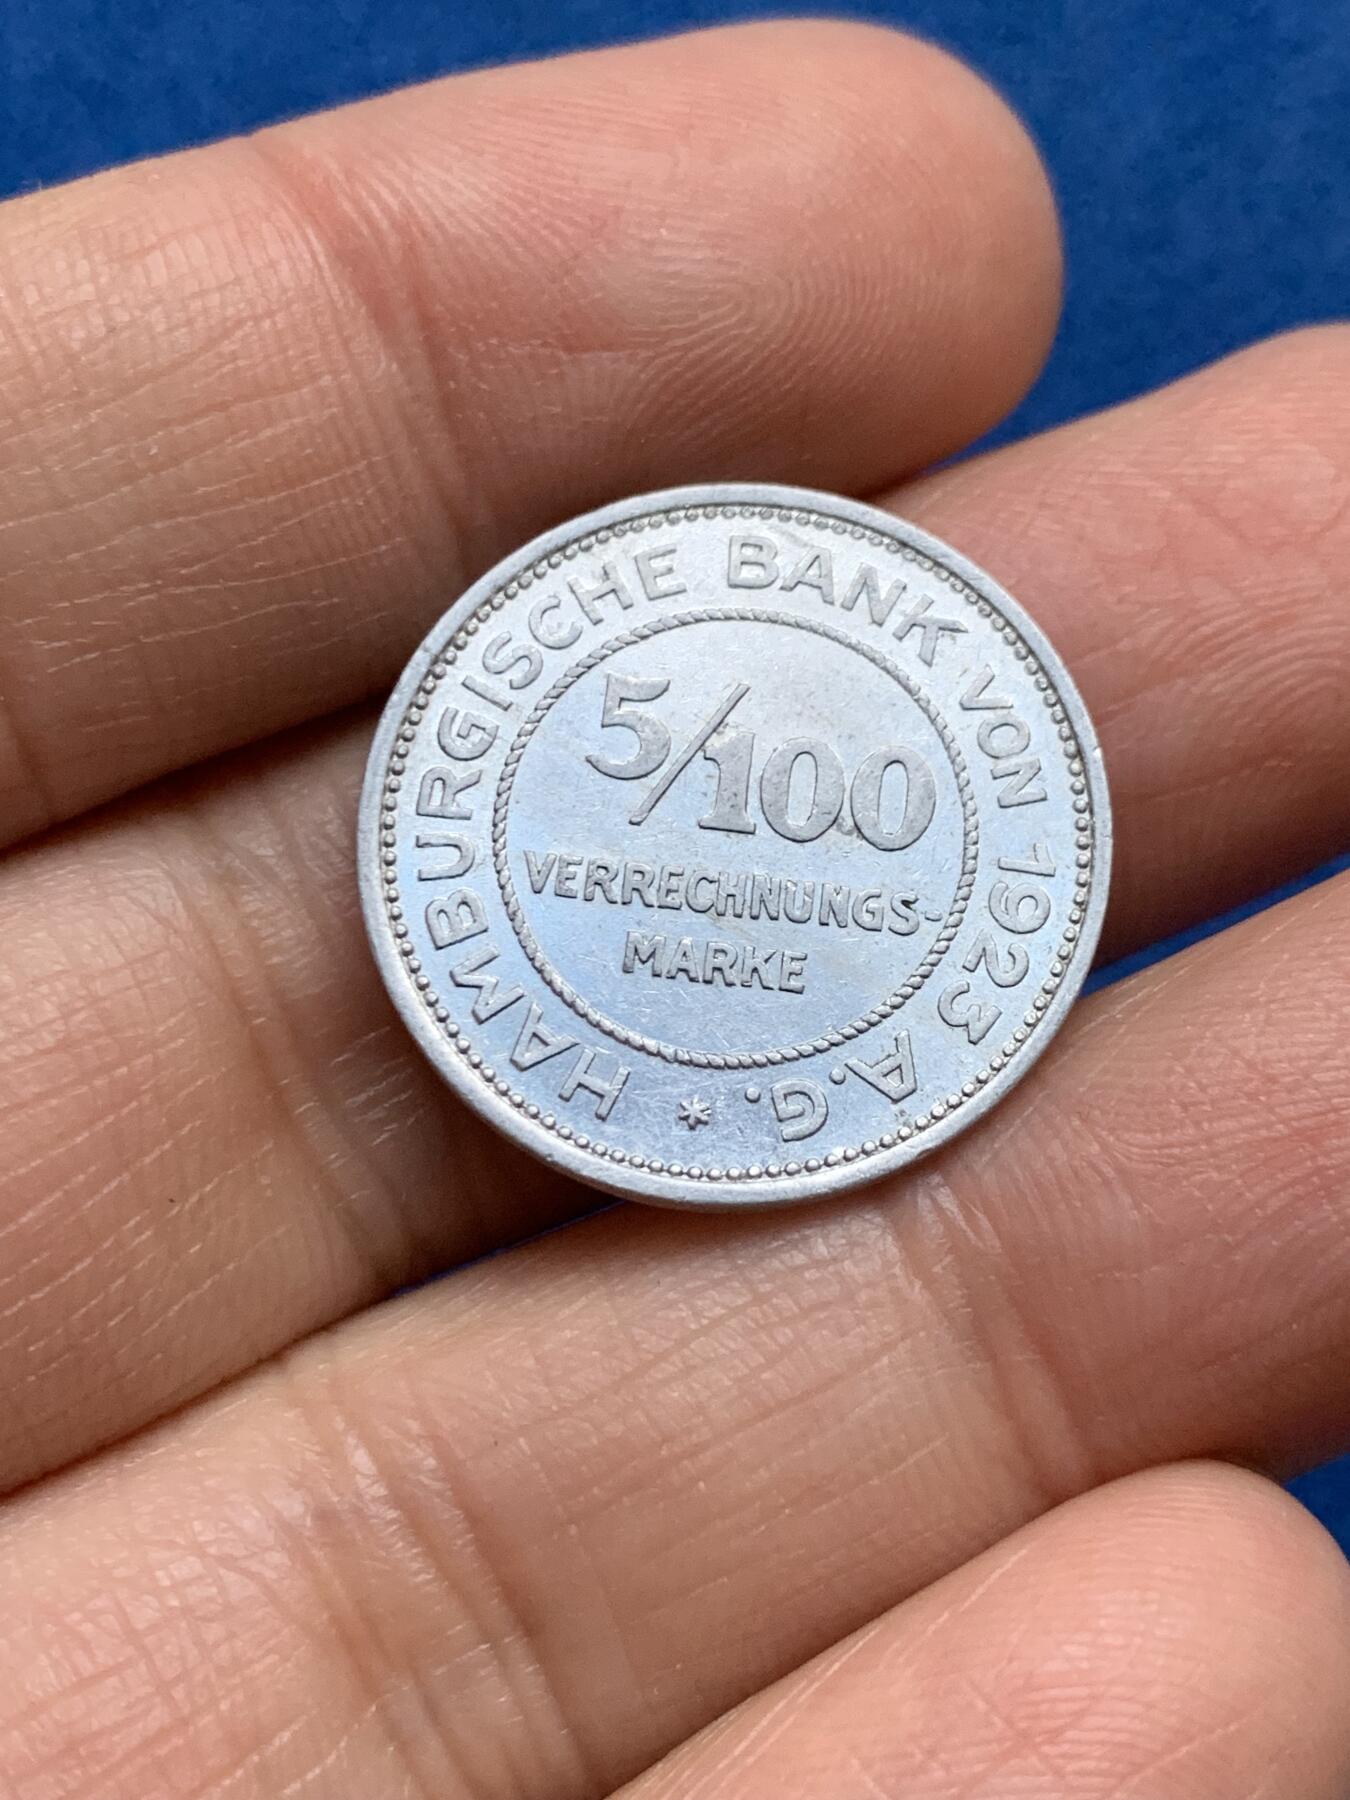 HAMBURGISCHE BANK VON 1923 A.G. *
5/100
VERRECHNUNGS-
MARKE